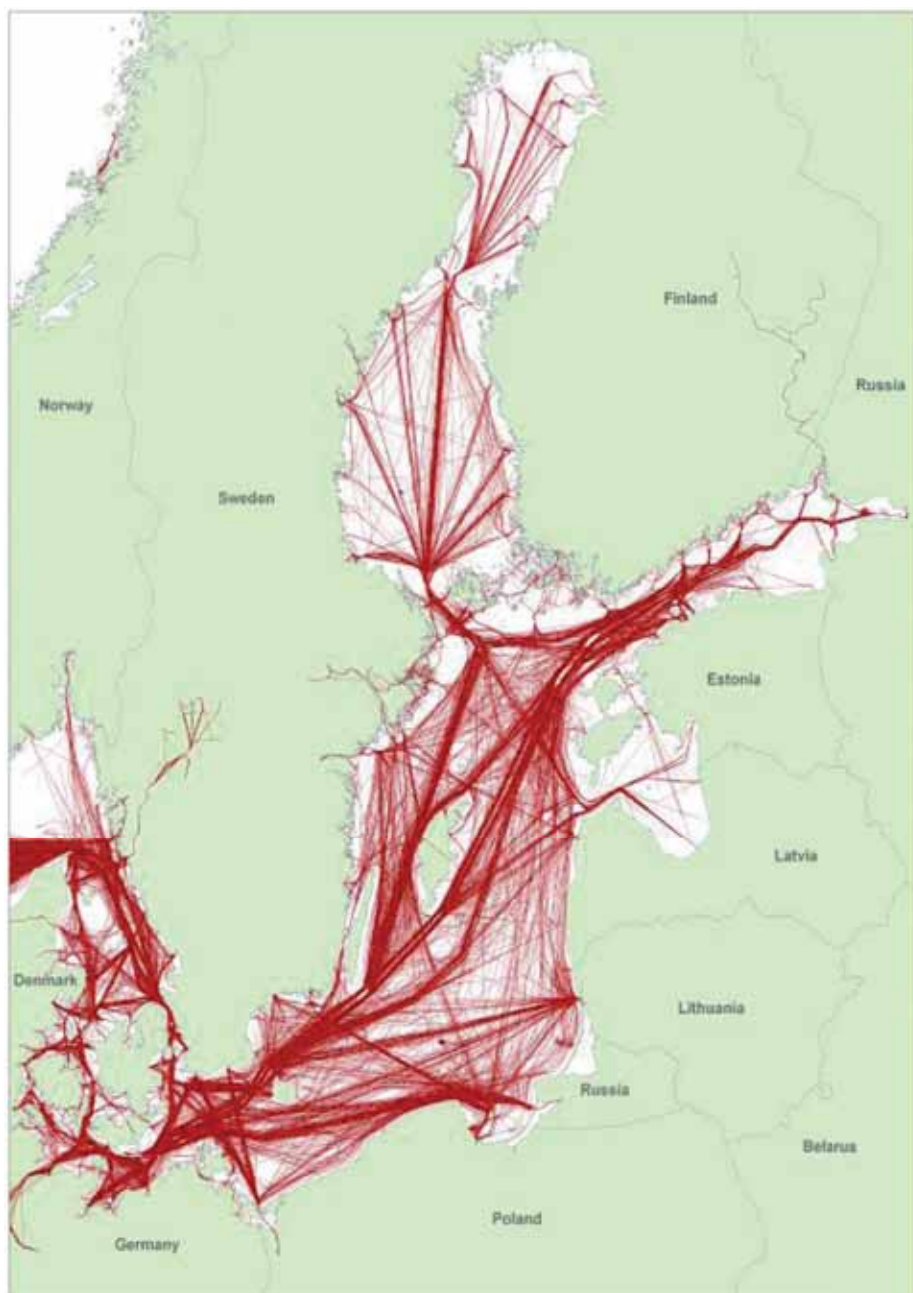 Finland
Russia
Norway
Sweden
Estonia
Latvia
Denmark
Lithuania
Russia
Belarus
Poland
Germany